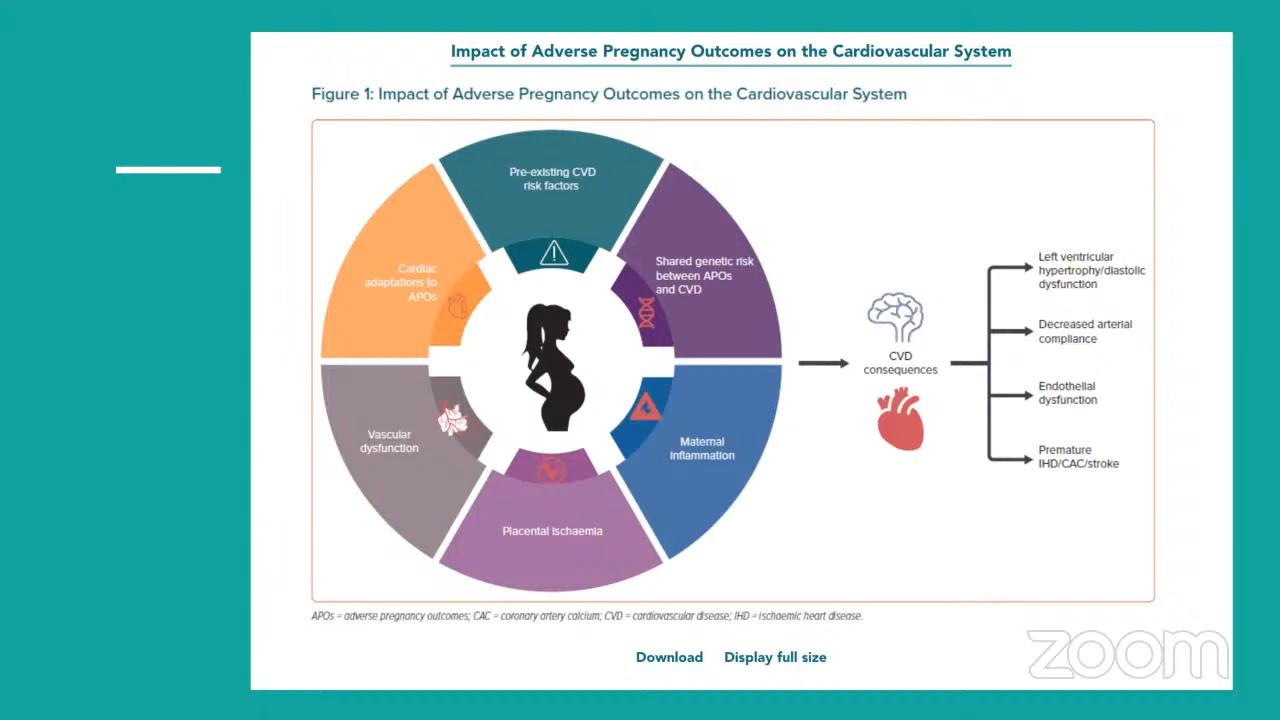 Impact of Adverse Pregnancy Outcomes on the Cardiovascular System
Figure 1: Impact of Adverse Pregnancy Outcomes on the Cardiovascular System
Pre-existing CVD
risk factors
Shared genetic risk
between APOs
and CVD
Maternal
inflammation
Placental ischaemia
Vascular
dysfunction
Cardiac
adaptations to
APOs
CVD
consequences
Left ventricular
hypertrophy/diastolic
dysfunction
Decreased arterial
compliance
Endothelial
dysfunction
Premature
IHD/CAC/stroke
APOs = adverse pregnancy outcomes; CAC = coronary artery calcium; CVD = cardiovascular disease; IHD = ischaemic heart disease.
Download Display full size
zoom